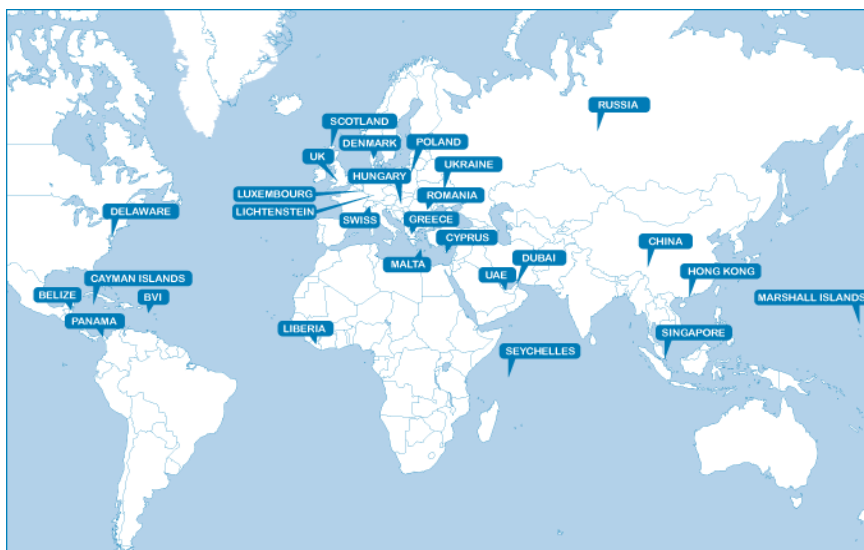 RUSSIA
SCOTLAND
DENMARK
POLAND
UK
UKRAINE
HUNGARY
LUXEMBOURG
ROMANIA
LICHTENSTEIN
DELAWARE
SWISS
GREECE
CYPRUS
CHINA
MALTA
DUBAI
UAE
HONG KONG
CAYMAN ISLANDS
BELIZE
BVI
MARSHALL ISLANDS
PANAMA
LIBERIA
SINGAPORE
SEYCHELLES